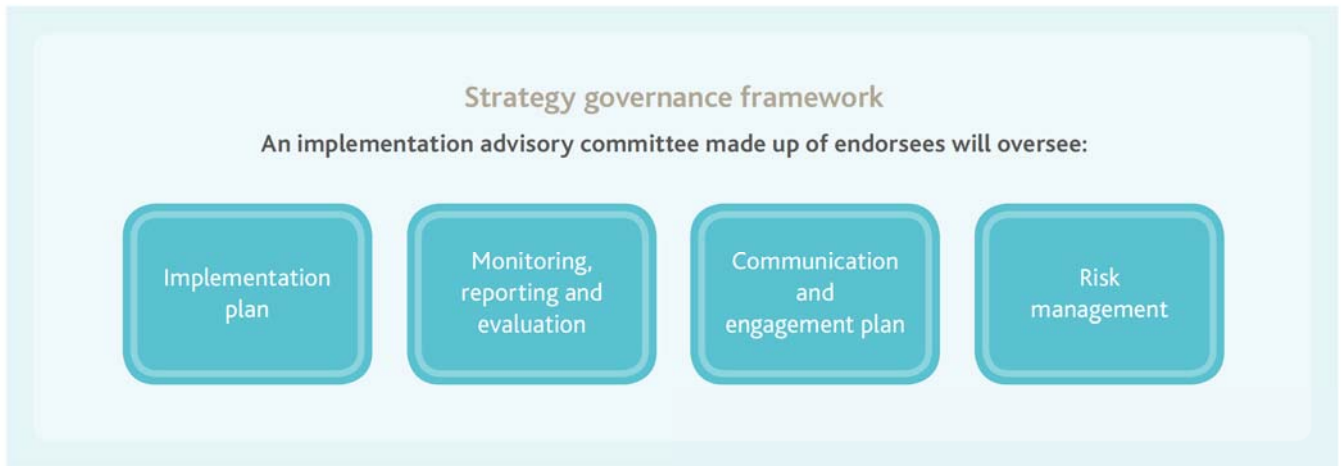 Strategy governance framework
An implementation advisory committee made up of endorsees will oversee:
Implementation
plan
Monitoring,
reporting and
evaluation
Communication
and
engagement plan
Risk
management